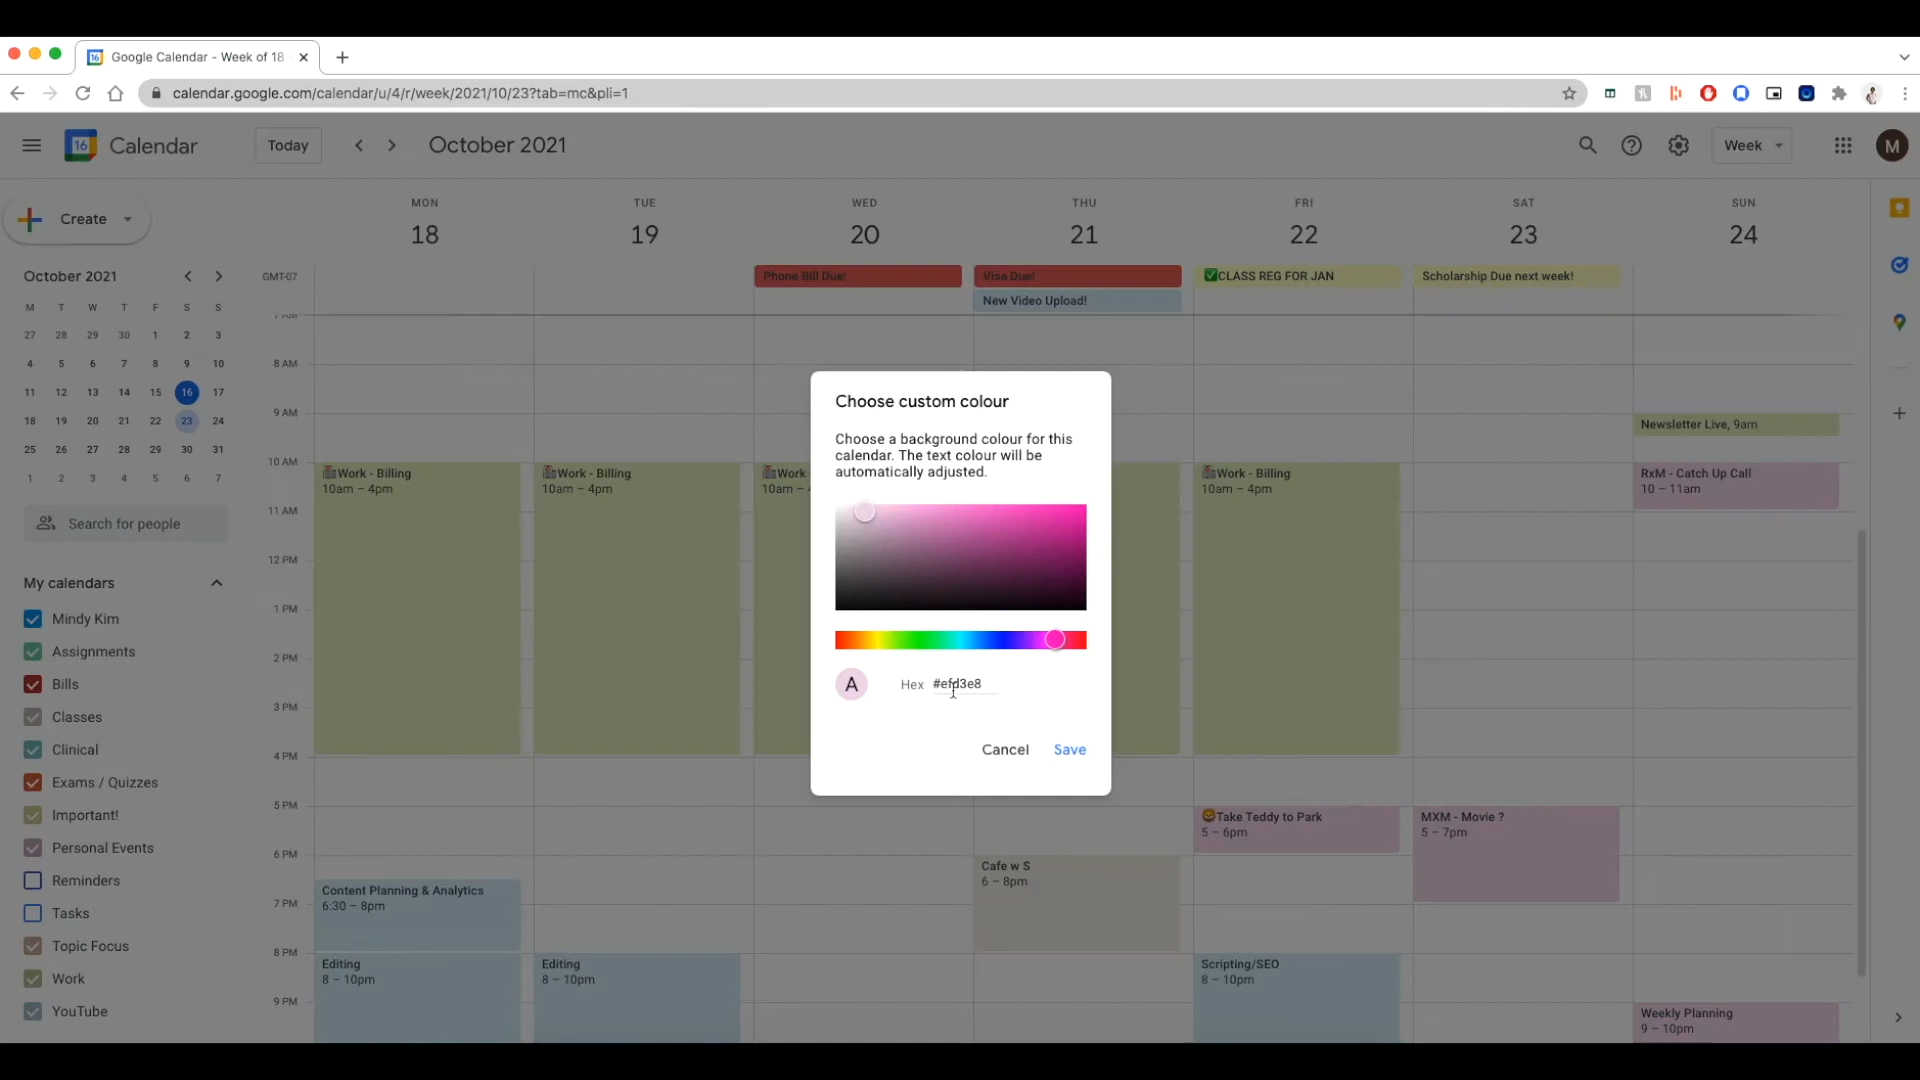 Google Calendar - Week of 18
calendar.google.com/calendar/u/4/r/week/2021/10/23?tab=mc&pli=1
16
Calendar
Today
October 2021
Week
M
Create
MON
TUE
WED
THU
FRI
SAT
SUN
18
19
20
21
22
23
24
October 2021
M T W T F S S
27 28 29 30 1 2 3
4 5 6 7 8 9 10
11 12 13 14 15 16 17
18 19 20 21 22 23 24
25 26 27 28 29 30 31
1 2 3 4 5 6 7
Search for people
My calendars
Mindy Kim
Assignments
Bills
Classes
Clinical
Exams / Quizzes
Important!
Personal Events
Reminders
Tasks
Topic Focus
Work
YouTube
GMT-07
Phone Bill Due!
Visa Due!
✅CLASS REG FOR JAN
Scholarship Due next week!
New Video Upload!
8 AM
9 AM
10 AM
11 AM
12 PM
1 PM
2 PM
3 PM
4 PM
5 PM
6 PM
7 PM
8 PM
9 PM
Work - Billing
10am – 4pm
Content Planning & Analytics
6:30 – 8pm
Editing
8 – 10pm
Work - Billing
10am – 4pm
Editing
8 – 10pm
Work
10am –
Cafe w S
6 – 8pm
Work - Billing
10am – 4pm
Take Teddy to Park
5 – 6pm
Scripting/SEO
8 – 10pm
MXM - Movie ?
5 – 7pm
Newsletter Live, 9am
RxM - Catch Up Call
10 – 11am
Weekly Planning
9 – 10pm
Choose custom colour
Choose a background colour for this
calendar. The text colour will be
automatically adjusted.
A
Hex #efd3e8
Cancel
Save